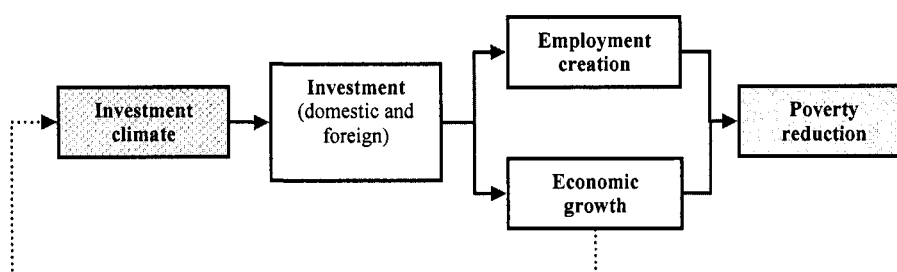 Investment
climate
Investment
(domestic and
foreign)
Employment
creation
Economic
growth
Poverty
reduction